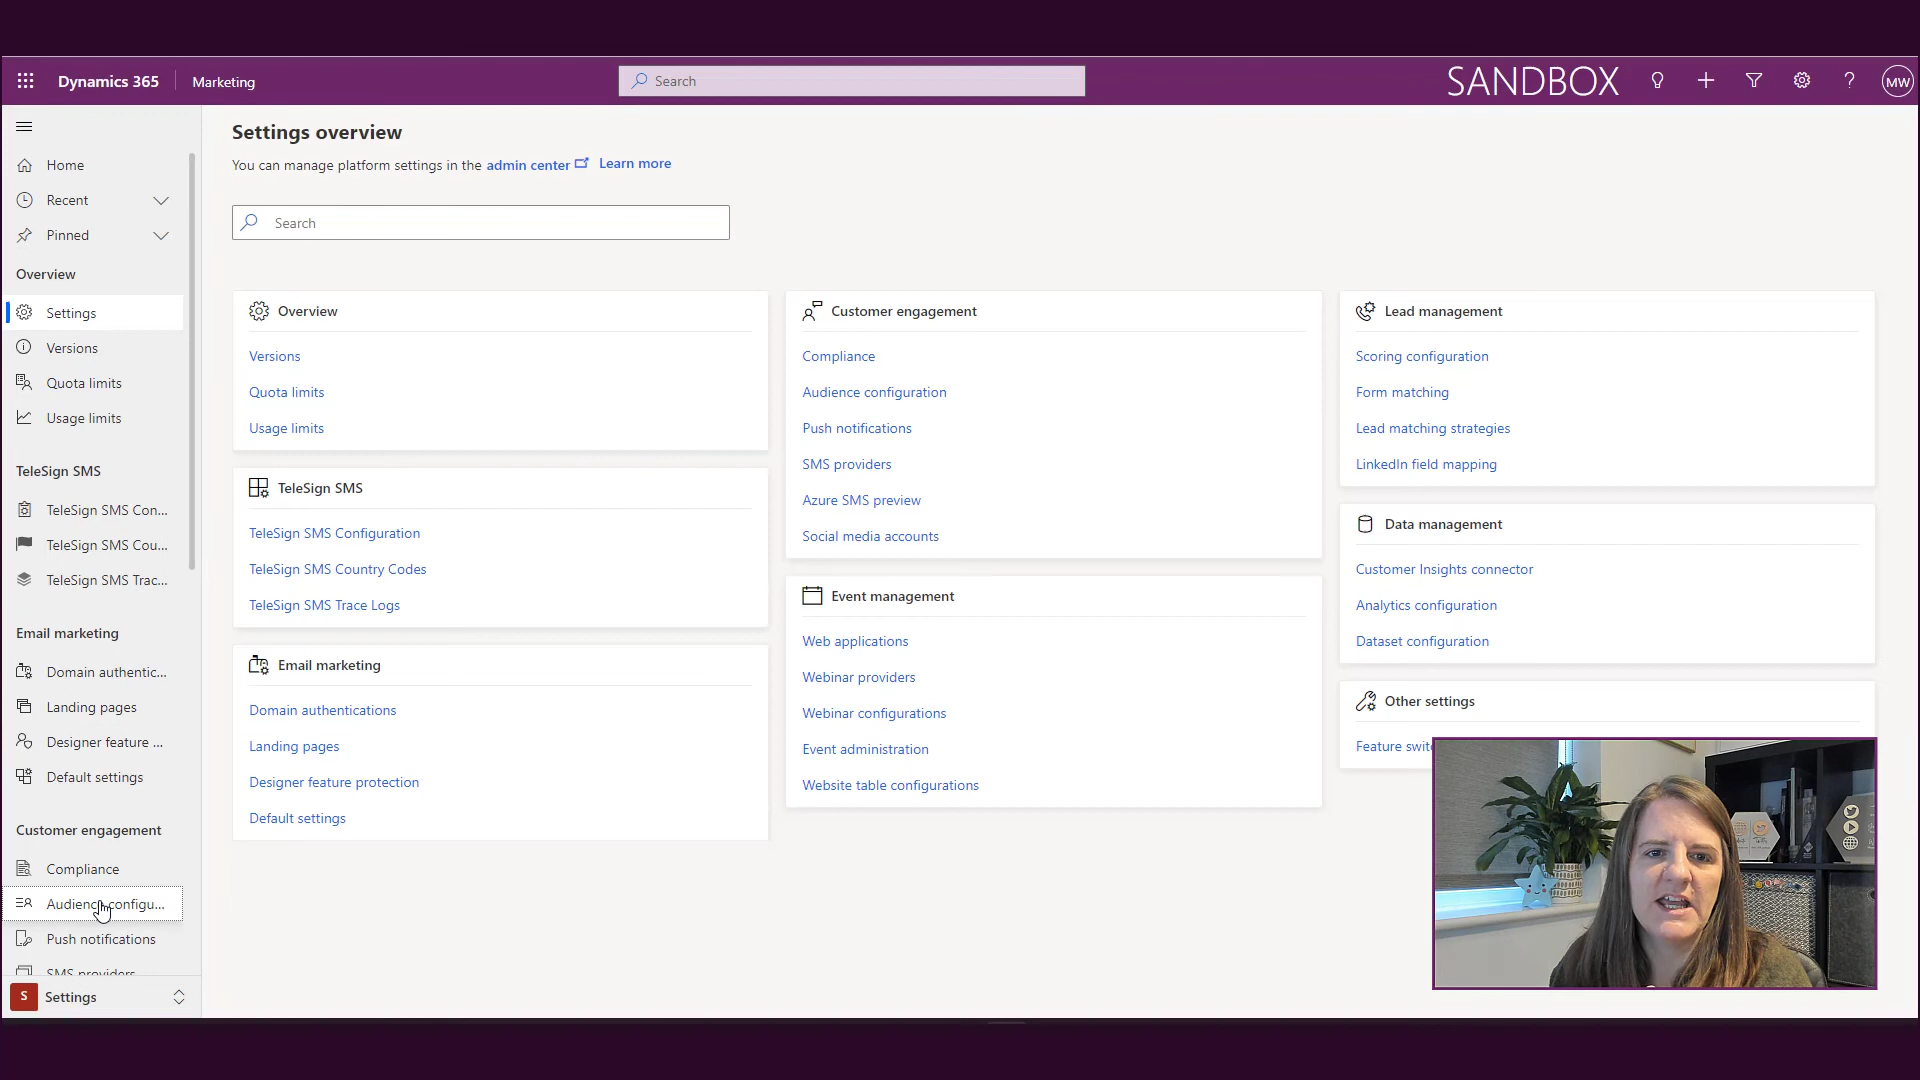 Dynamics 365
Marketing
Search
SANDBOX
MW
Home
Recent
Pinned
Overview
Settings
Versions
Quota limits
Usage limits
TeleSign SMS
TeleSign SMS Con...
TeleSign SMS Cou...
TeleSign SMS Trac...
Email marketing
Domain authentic...
Landing pages
Designer feature ...
Default settings
Customer engagement
Compliance
Audience configu...
Push notifications
SMS providers
S
Settings
Settings overview
You can manage platform settings in the admin center Learn more
Search
Overview
Versions
Quota limits
Usage limits
TeleSign SMS
TeleSign SMS Configuration
TeleSign SMS Country Codes
TeleSign SMS Trace Logs
Email marketing
Domain authentications
Landing pages
Designer feature protection
Default settings
Customer engagement
Compliance
Audience configuration
Push notifications
SMS providers
Azure SMS preview
Social media accounts
Event management
Web applications
Webinar providers
Webinar configurations
Event administration
Website table configurations
Lead management
Scoring configuration
Form matching
Lead matching strategies
LinkedIn field mapping
Data management
Customer Insights connector
Analytics configuration
Dataset configuration
Other settings
Feature swit